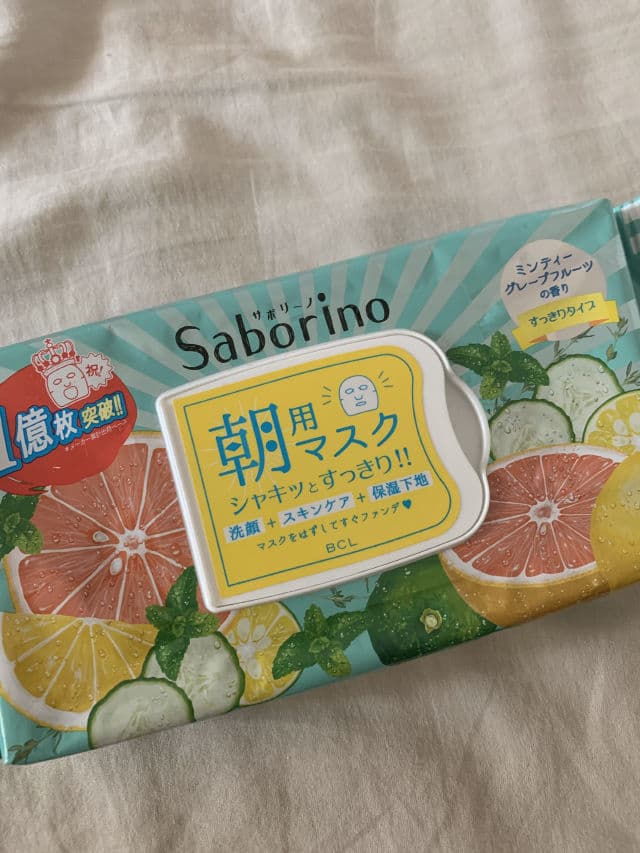 サボリーノ
Saborino
ミンティー
グレープフルーツ
の香り
すっきりタイプ
祝!
1億枚突破!!
朝用マスク
シャキッとすっきり!!
洗顔+スキンケア+保湿下地
マスクをはずしてすぐファンデ♥
BCL